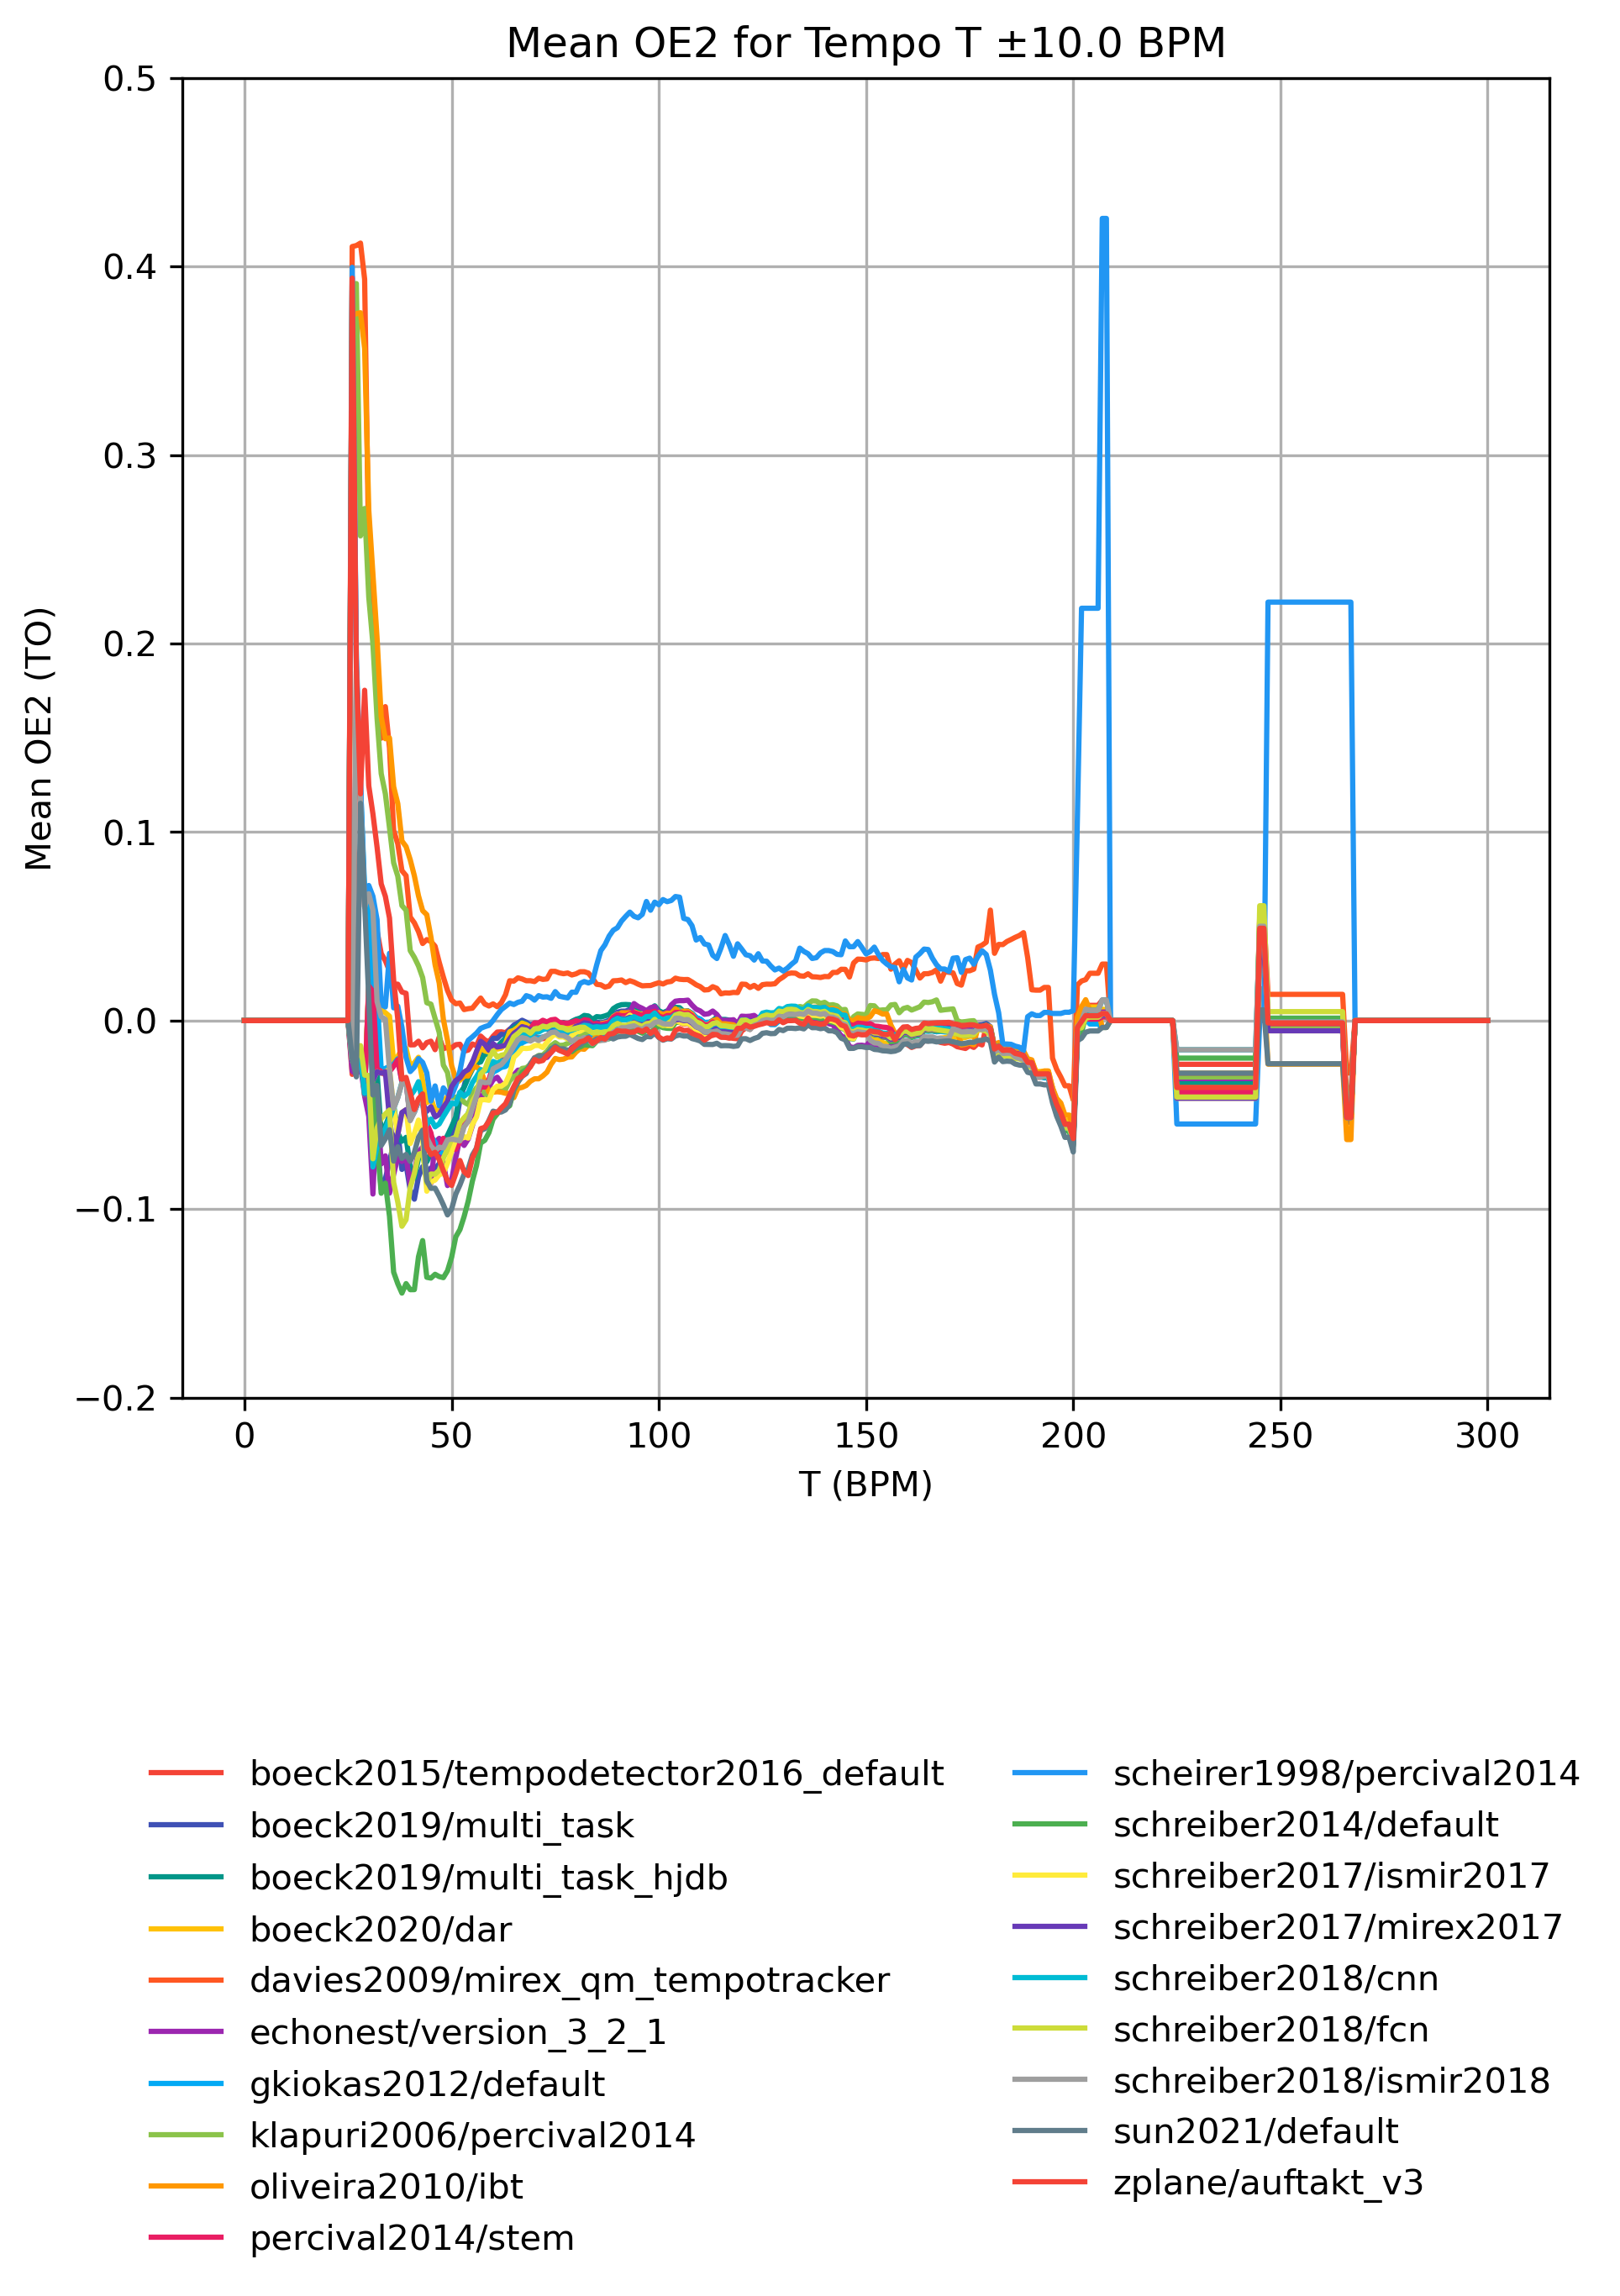 Mean OE2 for Tempo T ±10.0 BPM
0.5
0.4
0.3
0.2
0.1
0.0
−0.1
−0.2
Mean OE2 (TO)
0 50 100 150 200 250 300
T (BPM)
boeck2015/tempodetector2016_default
boeck2019/multi_task
boeck2019/multi_task_hjdb
boeck2020/dar
davies2009/mirex_qm_tempotracker
echonest/version_3_2_1
gkiokas2012/default
klapuri2006/percival2014
oliveira2010/ibt
percival2014/stem
scheirer1998/percival2014
schreiber2014/default
schreiber2017/ismir2017
schreiber2017/mirex2017
schreiber2018/cnn
schreiber2018/fcn
schreiber2018/ismir2018
sun2021/default
zplane/auftakt_v3